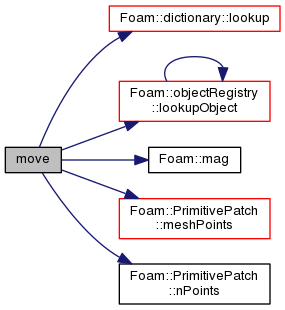 Foam::dictionary::lookup
Foam::objectRegistry
::lookupObject
move
Foam::mag
Foam::PrimitivePatch
::meshPoints
Foam::PrimitivePatch
::nPoints